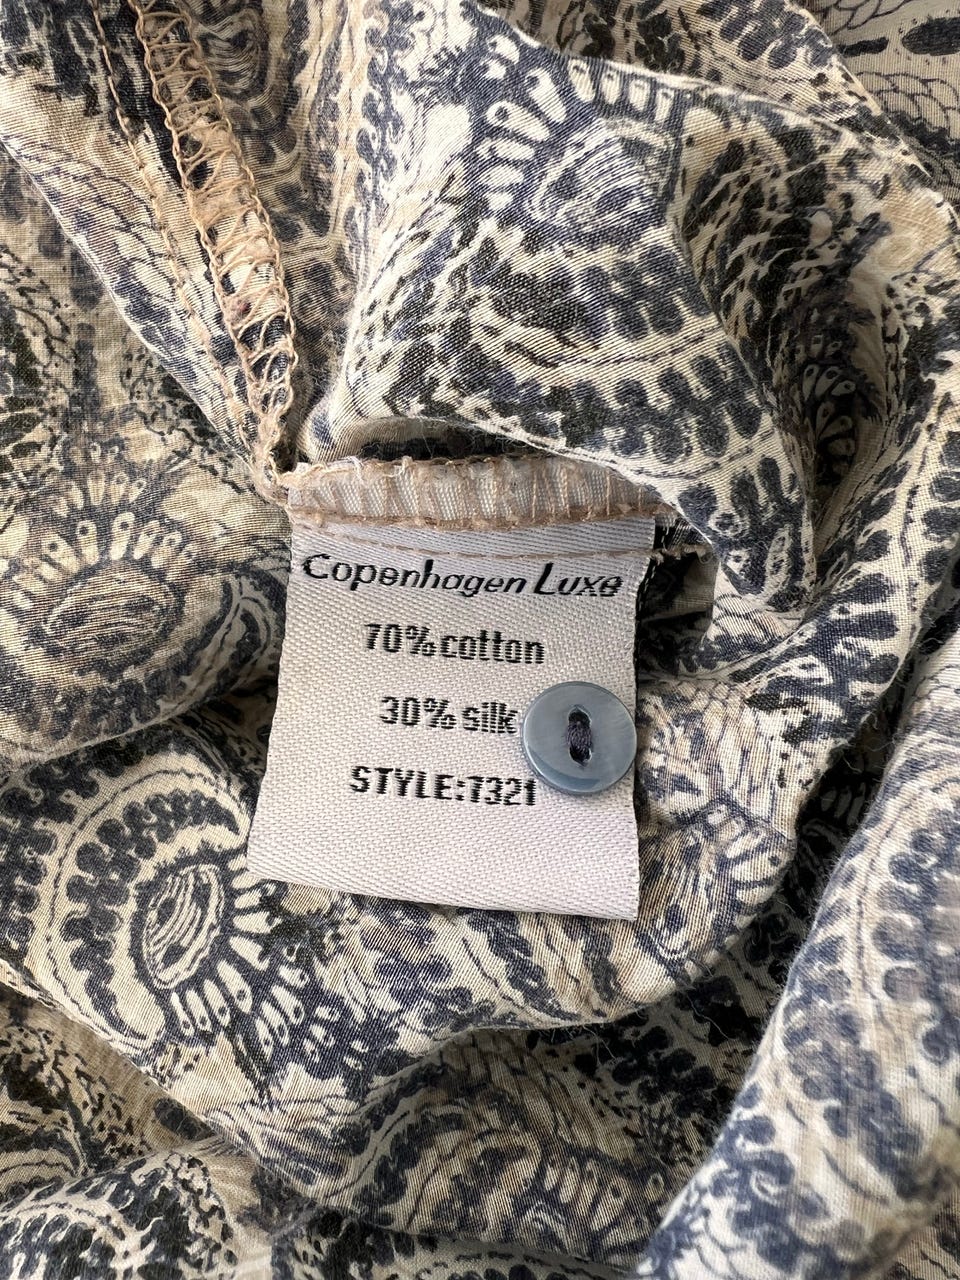 Copenhagen Luxe
70% cotton
30% silk
STYLE:7321